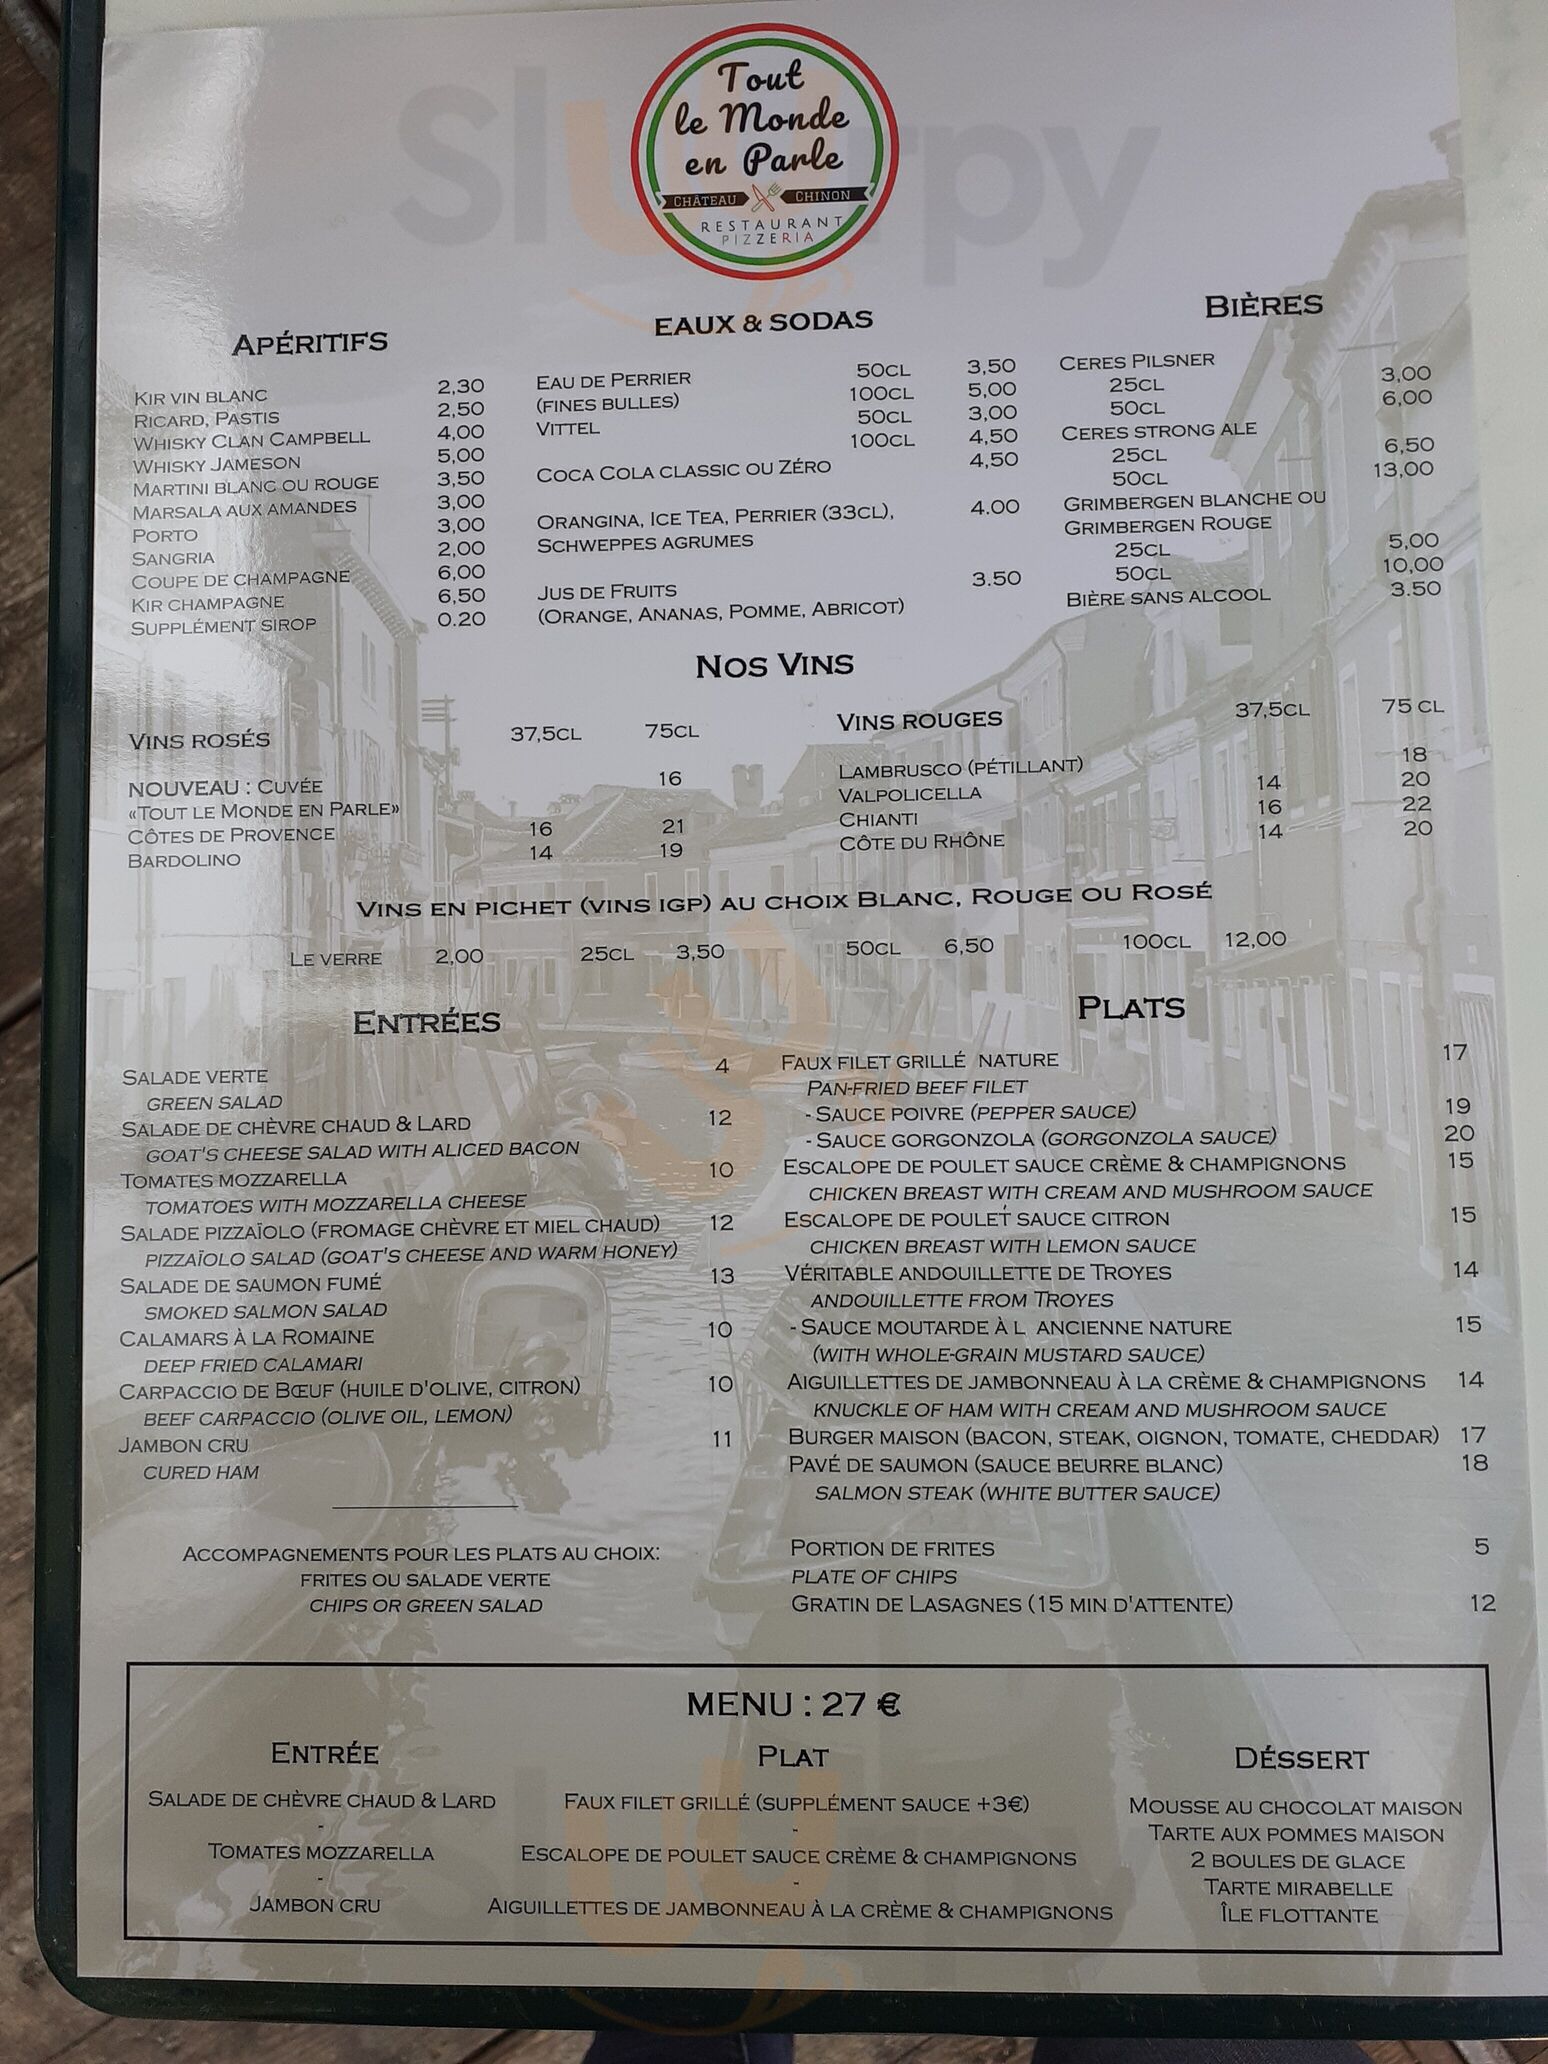 Tout
le Monde
en Parle
CHÂTEAU CHINON
RESTAURANT
PIZZERIA
APÉRITIFS
KIR VIN BLANC 2,30
RICARD, PASTIS 2,50
WHISKY CLAN CAMPBELL 4,00
WHISKY JAMESON 5,00
MARTINI BLANC OU ROUGE 3,50
MARSALA AUX AMANDES 3,00
PORTO 3,00
SANGRIA 2,00
COUPE DE CHAMPAGNE 6,00
KIR CHAMPAGNE 6,50
SUPPLÉMENT SIROP 0.20
EAUX & SODAS
EAU DE PERRIER 50CL 3,50
(FINES BULLES) 100CL 5,00
VITTEL 50CL 3,00
100CL 4,50
COCA COLA CLASSIC OU ZÉRO 4,50
ORANGINA, ICE TEA, PERRIER (33CL), 4.00
SCHWEPPES AGRUMES
JUS DE FRUITS 3.50
(ORANGE, ANANAS, POMME, ABRICOT)
BIÈRES
CERES PILSNER
25CL 3,00
50CL 6,00
CERES STRONG ALE
25CL 6,50
50CL 13,00
GRIMBERGEN BLANCHE OU
GRIMBERGEN ROUGE
25CL 5,00
50CL 10,00
BIÈRE SANS ALCOOL 3.50
NOS VINS
VINS ROSÉS 37,5CL 75CL
NOUVEAU : CUVÉE 16
«TOUT LE MONDE EN PARLE»
CÔTES DE PROVENCE 16 21
BARDOLINO 14 19
VINS ROUGES 37,5CL 75 CL
LAMBRUSCO (PÉTILLANT) 18
VALPOLICELLA 14 20
CHIANTI 16 22
CÔTE DU RHÔNE 14 20
VINS EN PICHET (VINS IGP) AU CHOIX BLANC, ROUGE OU ROSÉ
LE VERRE 2,00 25CL 3,50 50CL 6,50 100CL 12,00
ENTRÉES
SALADE VERTE 4
GREEN SALAD
SALADE DE CHÈVRE CHAUD & LARD 12
GOAT'S CHEESE SALAD WITH ALICED BACON
TOMATES MOZZARELLA 10
TOMATOES WITH MOZZARELLA CHEESE
SALADE PIZZAÏOLO (FROMAGE CHÈVRE ET MIEL CHAUD) 12
PIZZAÏOLO SALAD (GOAT'S CHEESE AND WARM HONEY)
SALADE DE SAUMON FUMÉ 13
SMOKED SALMON SALAD
CALAMARS À LA ROMAINE 10
DEEP FRIED CALAMARI
CARPACCIO DE BŒUF (HUILE D'OLIVE, CITRON) 10
BEEF CARPACCIO (OLIVE OIL, LEMON)
JAMBON CRU 11
CURED HAM
ACCOMPAGNEMENTS POUR LES PLATS AU CHOIX:
FRITES OU SALADE VERTE
CHIPS OR GREEN SALAD
PLATS
FAUX FILET GRILLÉ NATURE 17
PAN-FRIED BEEF FILET
- SAUCE POIVRE (PEPPER SAUCE) 19
- SAUCE GORGONZOLA (GORGONZOLA SAUCE) 20
ESCALOPE DE POULET SAUCE CRÈME & CHAMPIGNONS 15
CHICKEN BREAST WITH CREAM AND MUSHROOM SAUCE
ESCALOPE DE POULET SAUCE CITRON 15
CHICKEN BREAST WITH LEMON SAUCE
VÉRITABLE ANDOUILLETTE DE TROYES 14
ANDOUILLETTE FROM TROYES
- SAUCE MOUTARDE À L ANCIENNE NATURE 15
(WITH WHOLE-GRAIN MUSTARD SAUCE)
AIGUILLETTES DE JAMBONNEAU À LA CRÈME & CHAMPIGNONS 14
KNUCKLE OF HAM WITH CREAM AND MUSHROOM SAUCE
BURGER MAISON (BACON, STEAK, OIGNON, TOMATE, CHEDDAR) 17
PAVÉ DE SAUMON (SAUCE BEURRE BLANC) 18
SALMON STEAK (WHITE BUTTER SAUCE)
PORTION DE FRITES 5
PLATE OF CHIPS
GRATIN DE LASAGNES (15 MIN D'ATTENTE) 12
MENU : 27 €
ENTRÉE
SALADE DE CHÈVRE CHAUD & LARD
-
TOMATES MOZZARELLA
-
JAMBON CRU
PLAT
FAUX FILET GRILLÉ (SUPPLÉMENT SAUCE +3€)
-
ESCALOPE DE POULET SAUCE CRÈME & CHAMPIGNONS
-
AIGUILLETTES DE JAMBONNEAU À LA CRÈME & CHAMPIGNONS
DÉSSERT
MOUSSE AU CHOCOLAT MAISON
TARTE AUX POMMES MAISON
2 BOULES DE GLACE
TARTE MIRABELLE
ÎLE FLOTTANTE
Slurpy